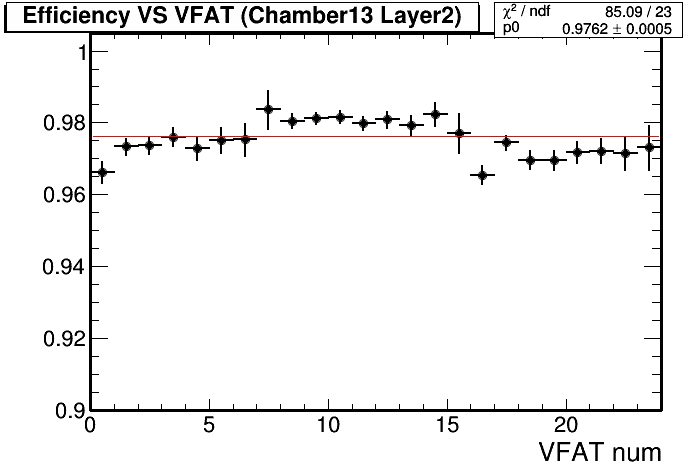 Efficiency VS VFAT (Chamber13 Layer2)
χ² / ndf 85.09 / 23
p0 0.9762 ± 0.0005
1
0.98
0.96
0.94
0.92
0.9
0 5 10 15 20
VFAT num